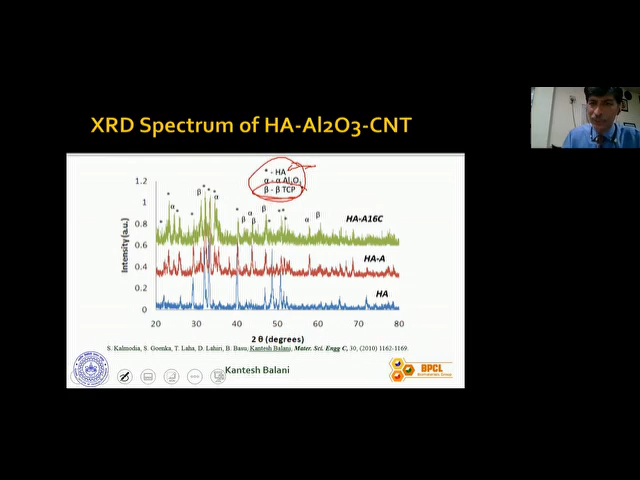 XRD Spectrum of HA-Al2O3-CNT
* - HA
α - α Al2O3
β - β TCP
1.2
1
0.8
0.6
0.4
0.2
0
Intensity (a.u.)
* α * * β * * * α * β α β β * * α β
HA-A16C
HA-A
HA
20 30 40 50 60 70 80
2 θ (degrees)
S. Kalmodia, S. Goenka, T. Laha, D. Lahiri, B. Basu, Kantesh Balani, Mater. Sci. Engg C, 30, (2010) 1162-1169.
Kantesh Balani
BPCL